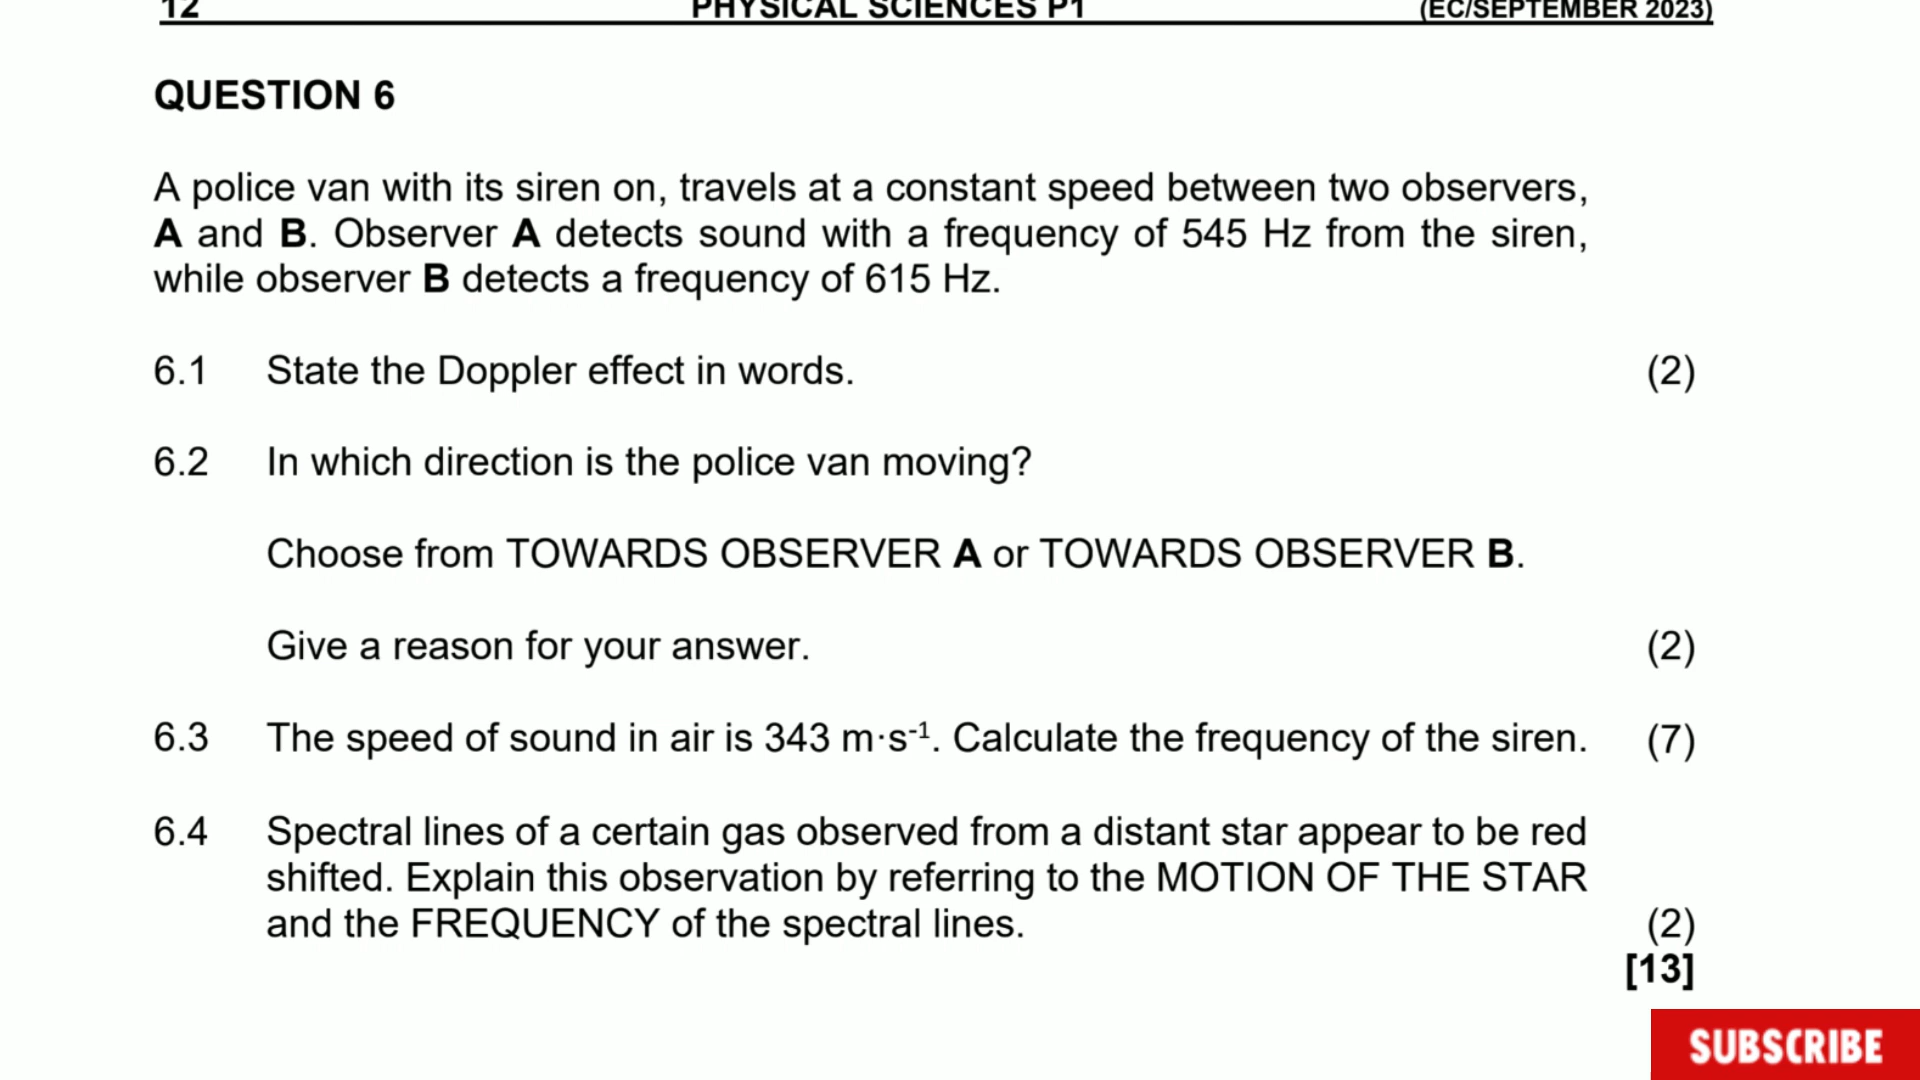 12 PHYSICAL SCIENCES P1 (EC/SEPTEMBER 2023)
QUESTION 6
A police van with its siren on, travels at a constant speed between two observers,
A and B. Observer A detects sound with a frequency of 545 Hz from the siren,
while observer B detects a frequency of 615 Hz.
6.1 State the Doppler effect in words. (2)
6.2 In which direction is the police van moving?
Choose from TOWARDS OBSERVER A or TOWARDS OBSERVER B.
Give a reason for your answer. (2)
6.3 The speed of sound in air is 343 m·s⁻¹. Calculate the frequency of the siren. (7)
6.4 Spectral lines of a certain gas observed from a distant star appear to be red
shifted. Explain this observation by referring to the MOTION OF THE STAR
and the FREQUENCY of the spectral lines. (2)
[13]
SUBSCRIBE